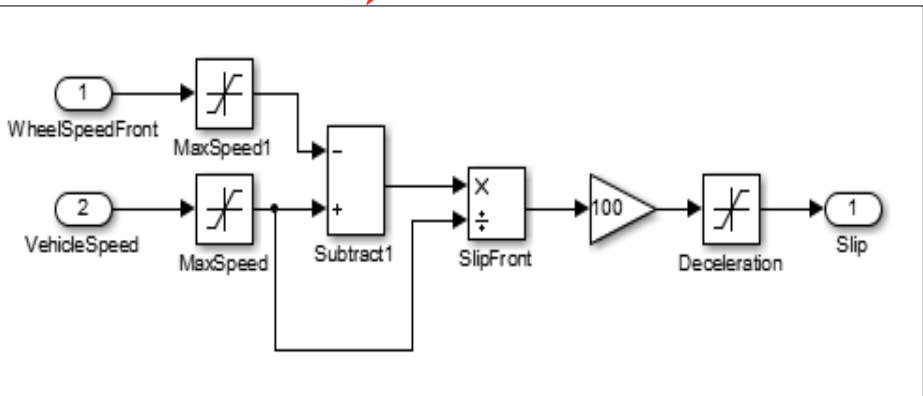 1
WheelSpeedFront
MaxSpeed1
2
VehicleSpeed
MaxSpeed
−
+
Subtract1
×
÷
SlipFront
100
Deceleration
1
Slip